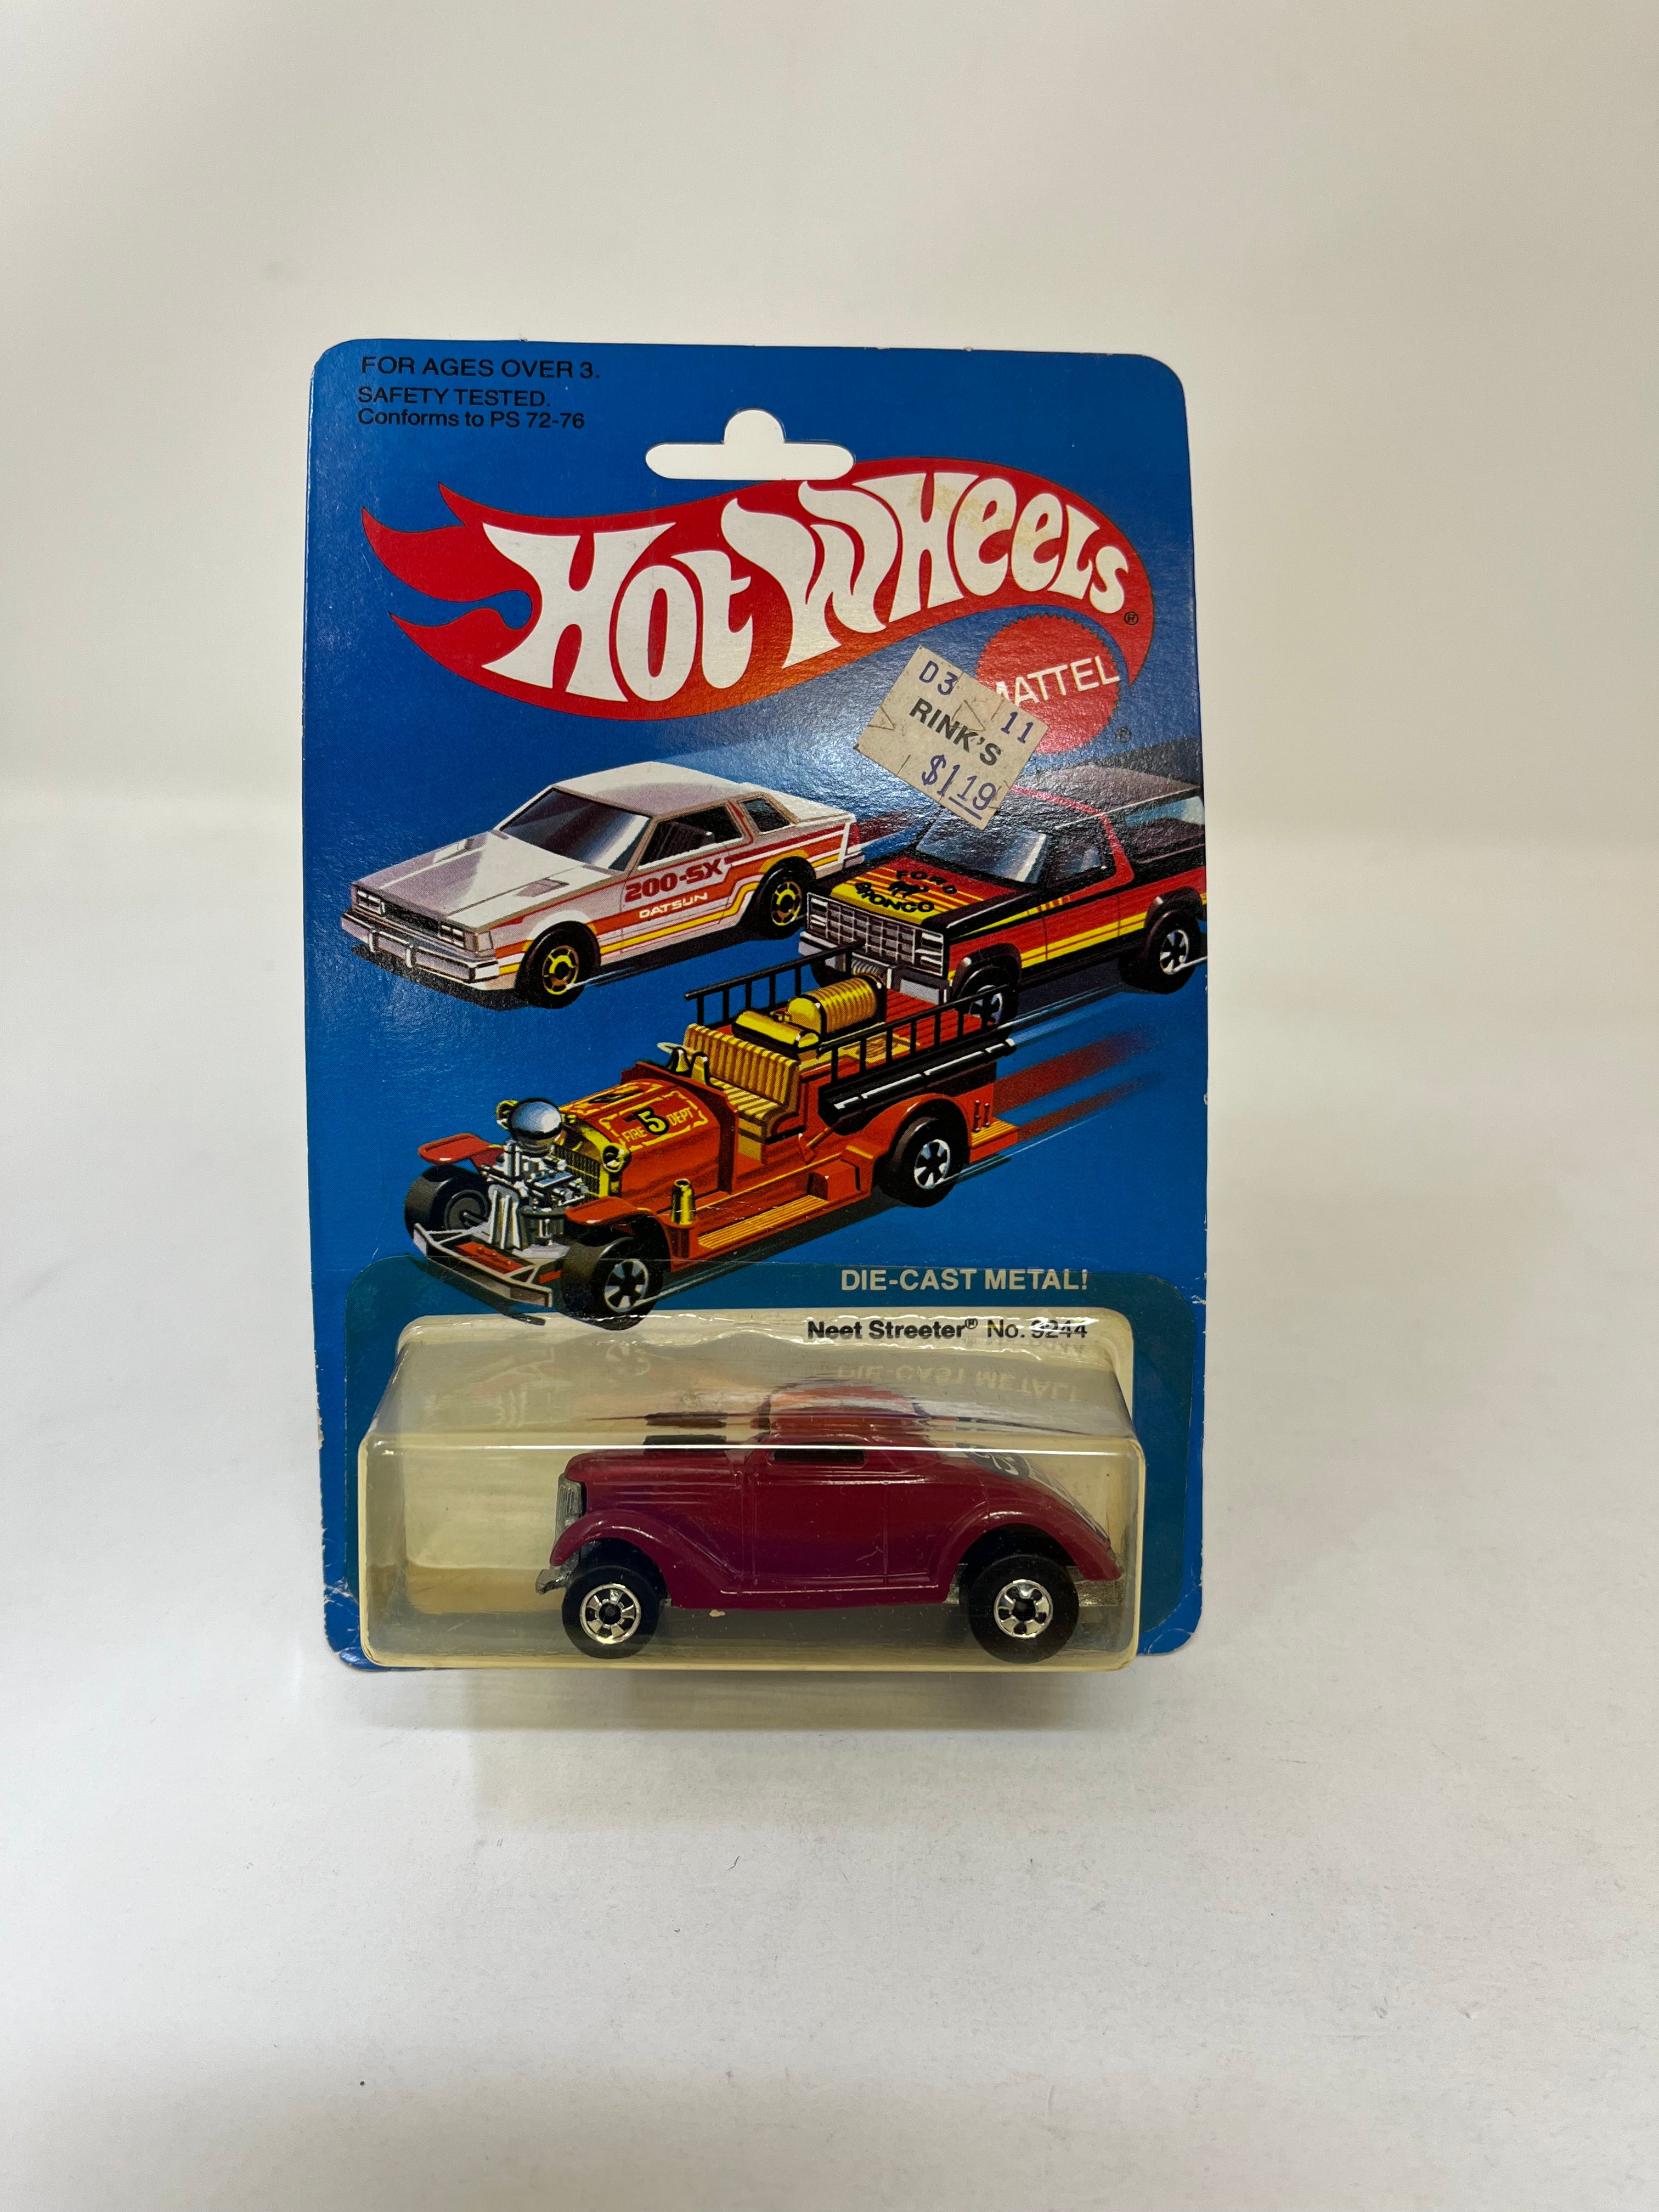 FOR AGES OVER 3.
SAFETY TESTED.
Conforms to PS 72-76
HOT WHEELS®
MATTEL
®
D3 11
RINK'S
$1.19
200-SX
DATSUN
FORD
BRONCO
FIRE 5 DEPT
DIE-CAST METAL!
Neet Streeter® No. 9244